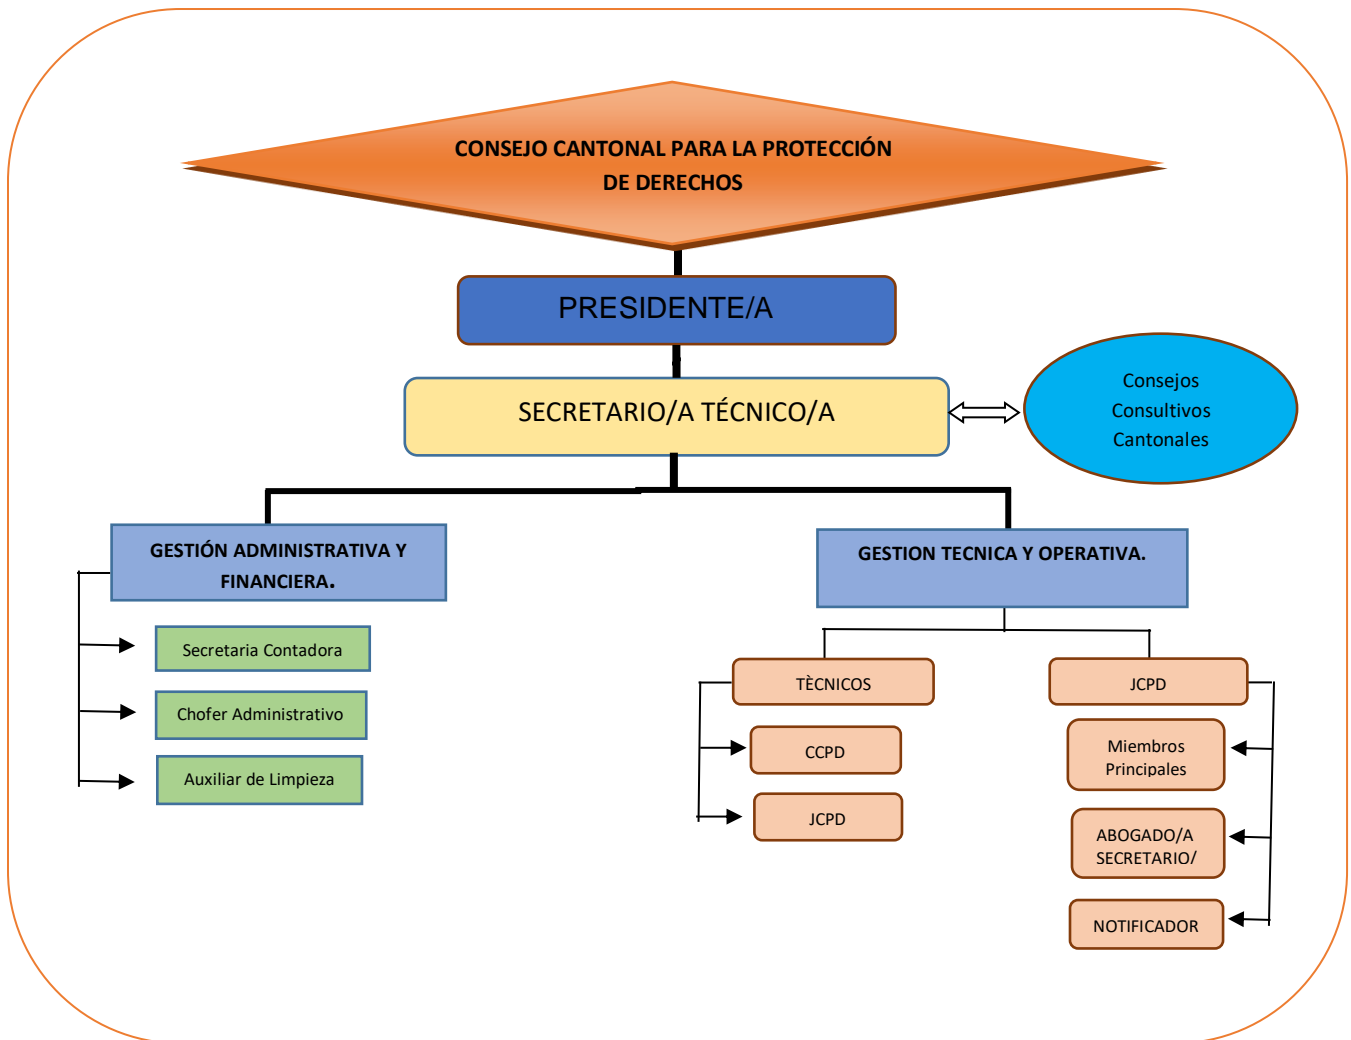 CONSEJO CANTONAL PARA LA PROTECCIÓN
DE DERECHOS
PRESIDENTE/A
SECRETARIO/A TÉCNICO/A
Consejos
Consultivos
Cantonales
GESTIÓN ADMINISTRATIVA Y
FINANCIERA.
Secretaria Contadora
Chofer Administrativo
Auxiliar de Limpieza
GESTION TECNICA Y OPERATIVA.
TÈCNICOS
CCPD
JCPD
JCPD
Miembros
Principales
ABOGADO/A
SECRETARIO/
NOTIFICADOR